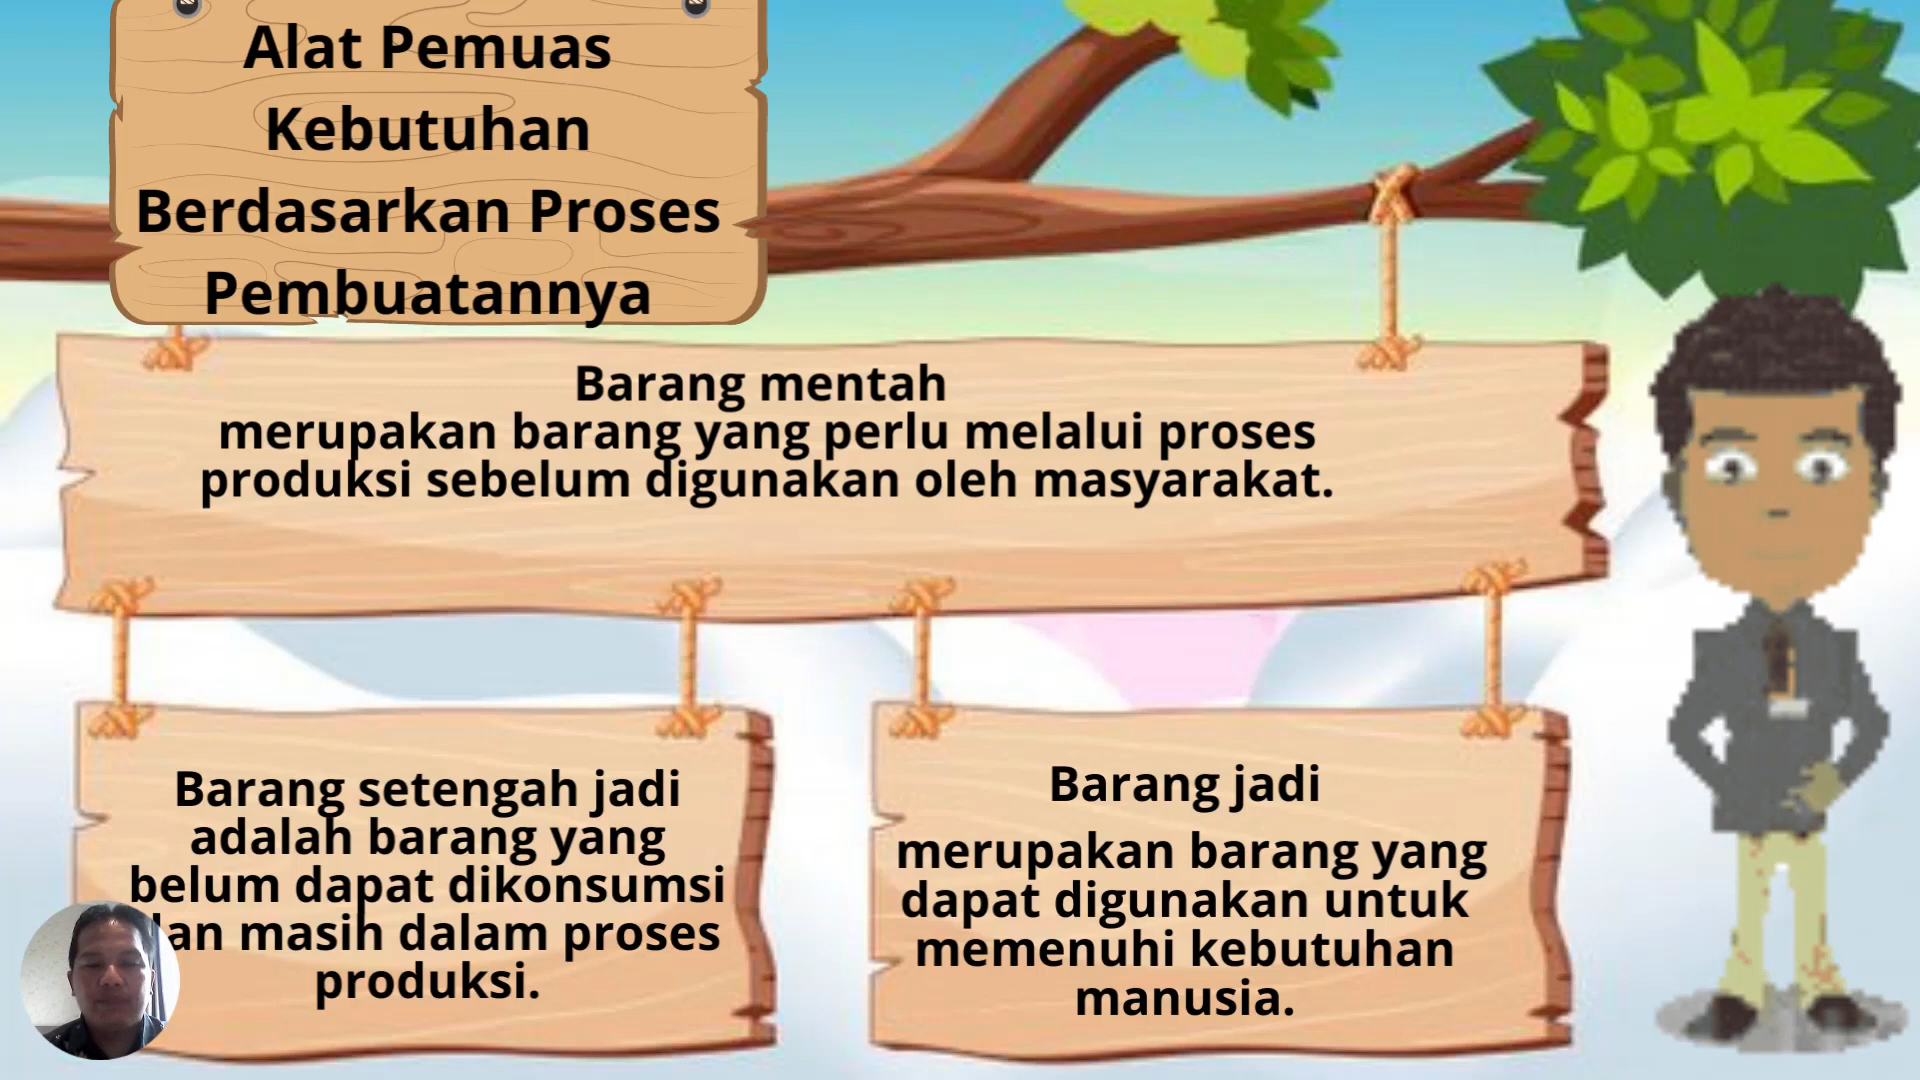 Alat Pemuas
Kebutuhan
Berdasarkan Proses
Pembuatannya
Barang mentah
merupakan barang yang perlu melalui proses
produksi sebelum digunakan oleh masyarakat.
Barang setengah jadi
adalah barang yang
belum dapat dikonsumsi
dan masih dalam proses
produksi.
Barang jadi
merupakan barang yang
dapat digunakan untuk
memenuhi kebutuhan
manusia.